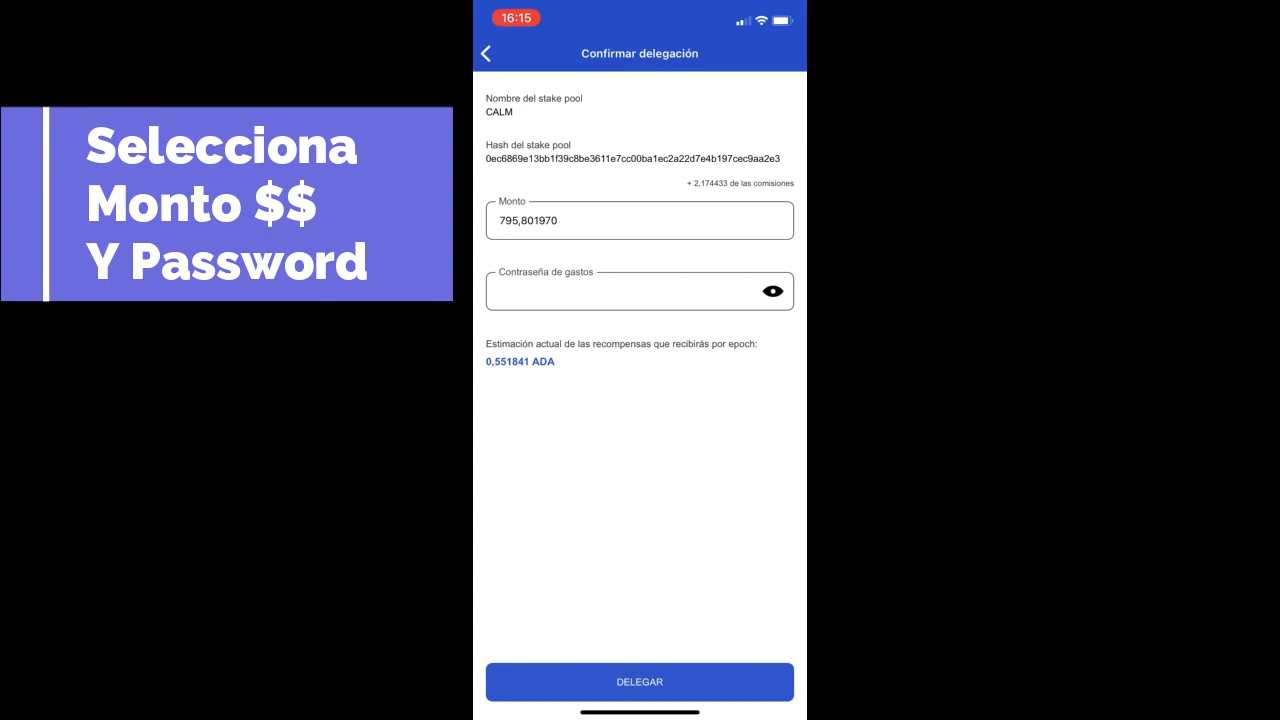 Selecciona
Monto $$
Y Password
16:15
Confirmar delegación
Nombre del stake pool
CALM
Hash del stake pool
0ec6869e13bb1f39c8be3611e7cc00ba1ec2a22d7e4b197cec9aa2e3
+ 2,174433 de las comisiones
Monto
795,801970
Contraseña de gastos
Estimación actual de las recompensas que recibirás por epoch:
0,551841 ADA
DELEGAR